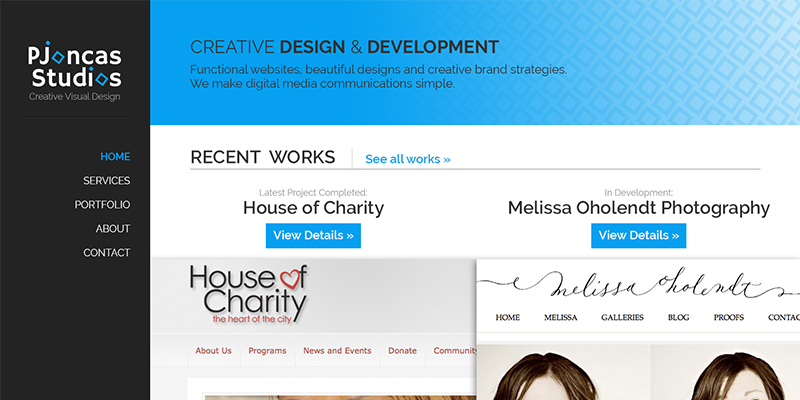 Pjoncas
Studios
Creative Visual Design
HOME
SERVICES
PORTFOLIO
ABOUT
CONTACT
CREATIVE DESIGN & DEVELOPMENT
Functional websites, beautiful designs and creative brand strategies.
We make digital media communications simple.
RECENT WORKS See all works »
Latest Project Completed:
House of Charity
View Details »
In Development:
Melissa Oholendt Photography
View Details »
House of
Charity
the heart of the city
About Us Programs News and Events Donate Community
melissa oholendt
HOME MELISSA GALLERIES BLOG PROOFS CONTAC